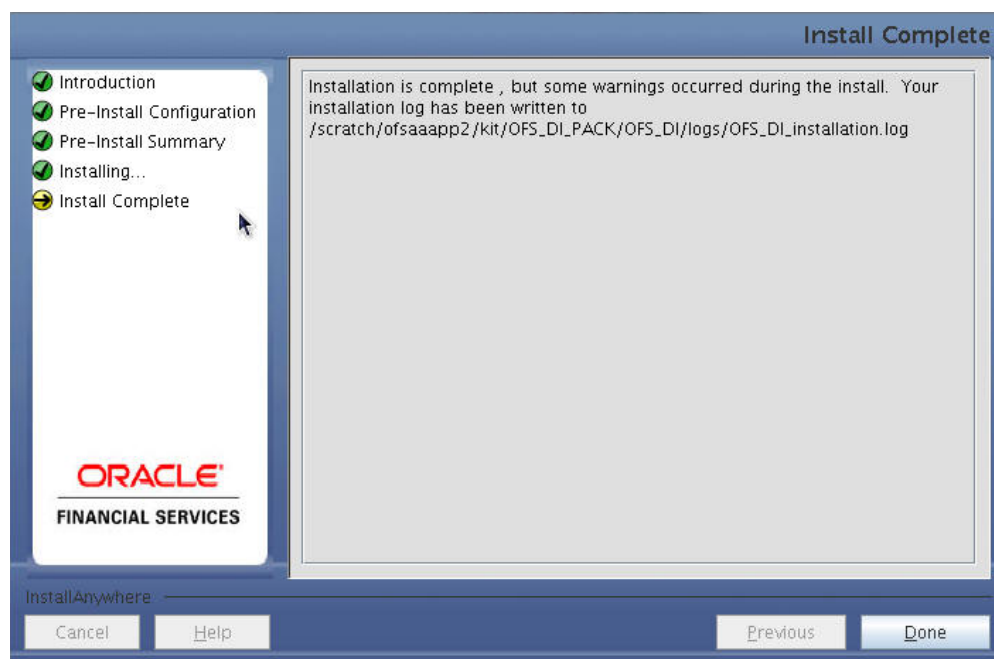 Install Complete
Introduction
Pre-Install Configuration
Pre-Install Summary
Installing...
Install Complete
Installation is complete , but some warnings occurred during the install. Your
installation log has been written to
/scratch/ofsaaapp2/kit/OFS_DI_PACK/OFS_DI/logs/OFS_DI_installation.log
ORACLE'
FINANCIAL SERVICES
InstallAnywhere
Cancel Help Previous Done